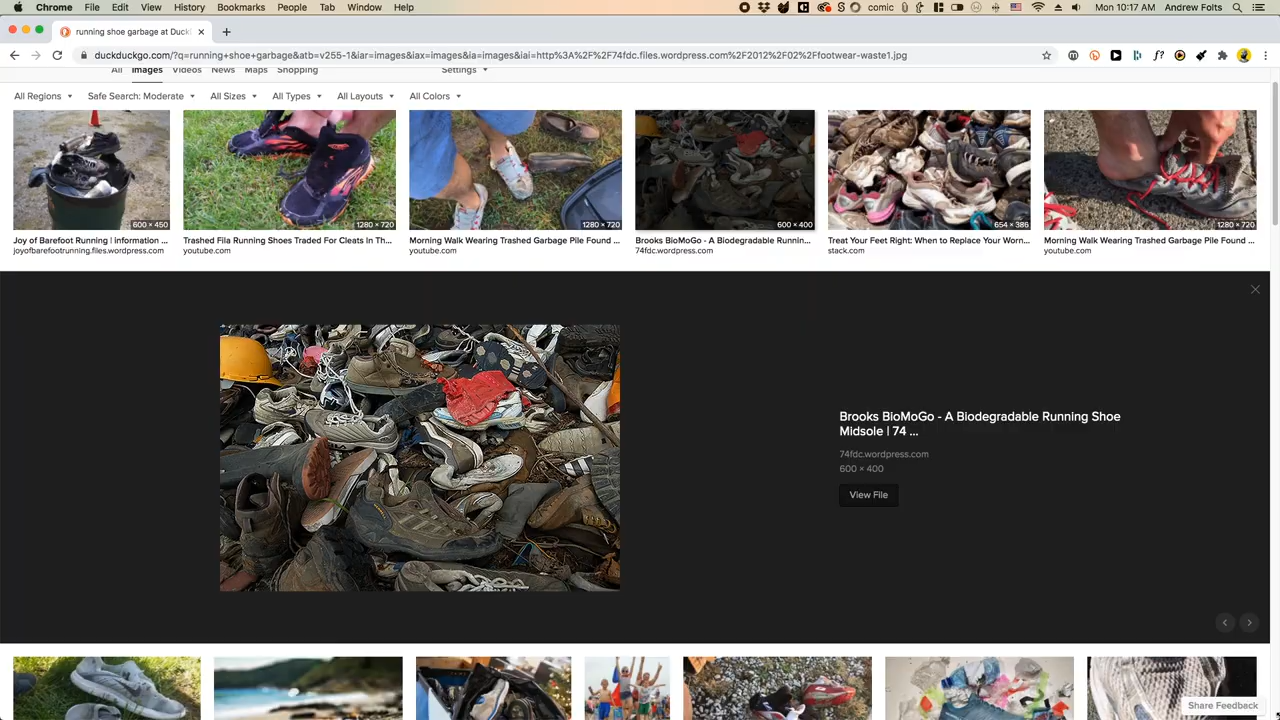 Chrome File Edit View History Bookmarks People Tab Window Help
comic
Mon 10:17 AM Andrew Folts
running shoe garbage at Duckl
duckduckgo.com/?q=running+shoe+garbage&atb=v255-1&iar=images&iax=images&ia=images&iai=http%3A%2F%2F74fdc.files.wordpress.com%2F2012%2F02%2Ffootwear-waste1.jpg
All Images Videos News Maps Shopping Settings
All Regions Safe Search: Moderate All Sizes All Types All Layouts All Colors
600 × 450
1280 × 720
1280 × 720
600 × 400
654 × 386
1280 × 720
Joy of Barefoot Running | information ...
joyofbarefootrunning.files.wordpress.com
Trashed Fila Running Shoes Traded For Cleats In Th...
youtube.com
Morning Walk Wearing Trashed Garbage Pile Found ...
youtube.com
Brooks BioMoGo - A Biodegradable Runnin...
74fdc.wordpress.com
Treat Your Feet Right: When to Replace Your Worn...
stack.com
Morning Walk Wearing Trashed Garbage Pile Found ...
youtube.com
Brooks BioMoGo - A Biodegradable Running Shoe
Midsole | 74 ...
74fdc.wordpress.com
600 × 400
View File
Share Feedback